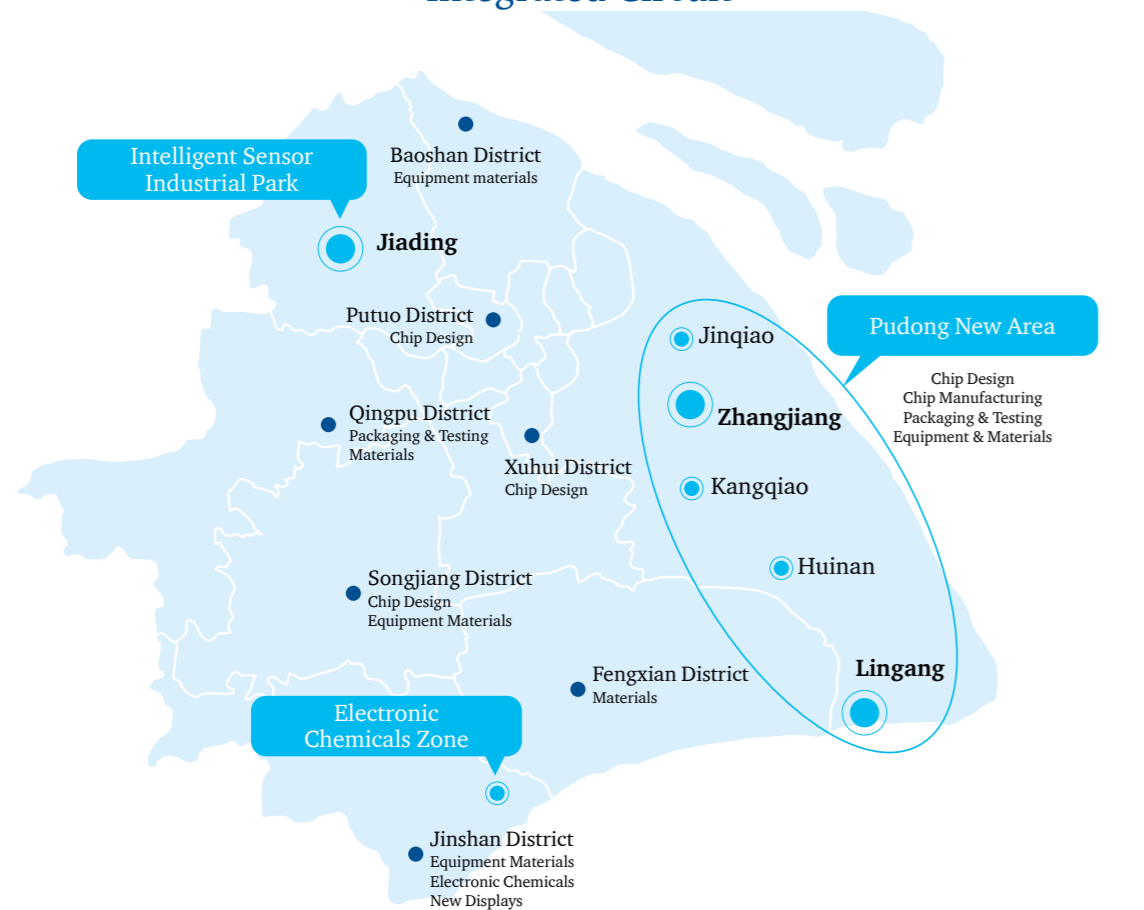 Integrated Circuit
Baoshan District
Equipment materials
Intelligent Sensor
Industrial Park
Jiading
Putuo District
Chip Design
Jinqiao
Pudong New Area
Chip Design
Chip Manufacturing
Packaging & Testing
Equipment & Materials
Zhangjiang
Qingpu District
Packaging & Testing
Materials
Xuhui District
Chip Design
Kangqiao
Huinan
Songjiang District
Chip Design
Equipment Materials
Fengxian District
Materials
Lingang
Electronic
Chemicals Zone
Jinshan District
Equipment Materials
Electronic Chemicals
New Displays